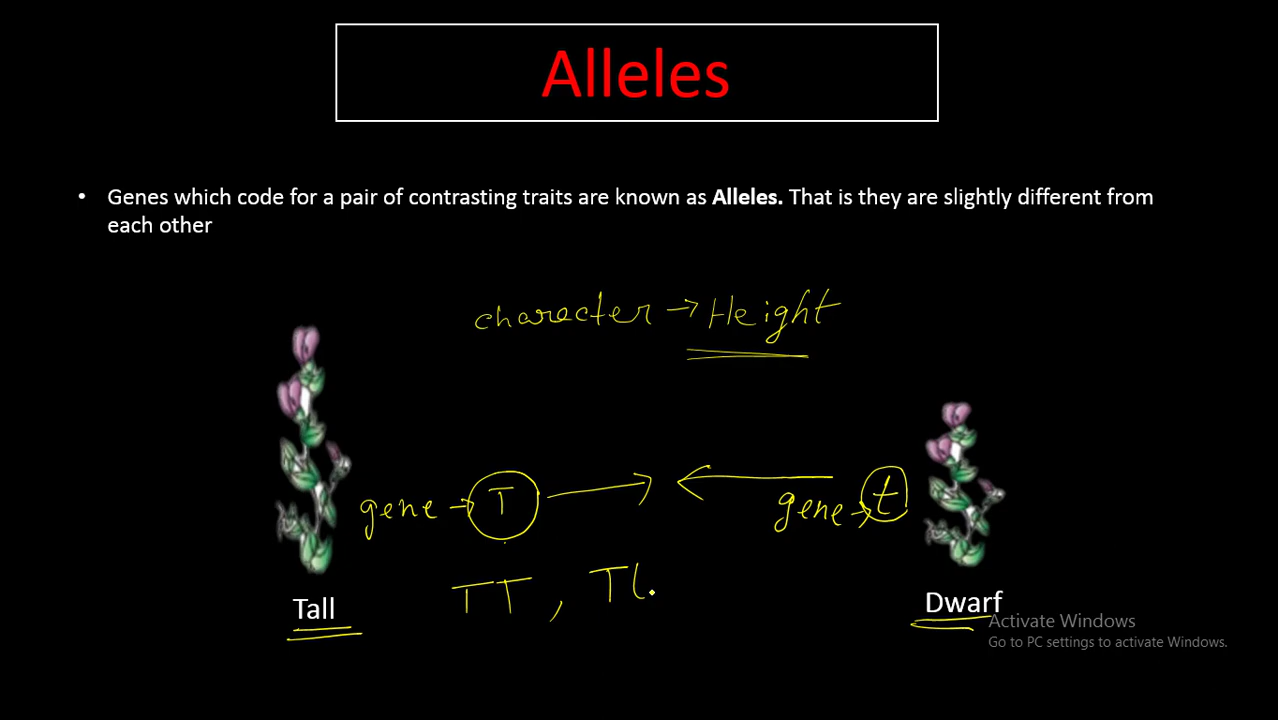 Alleles
• Genes which code for a pair of contrasting traits are known as Alleles. That is they are slightly different from
each other
charecter → Height
gene → T
gene → t
TT, Tt
Tall
Dwarf
Activate Windows
Go to PC settings to activate Windows.